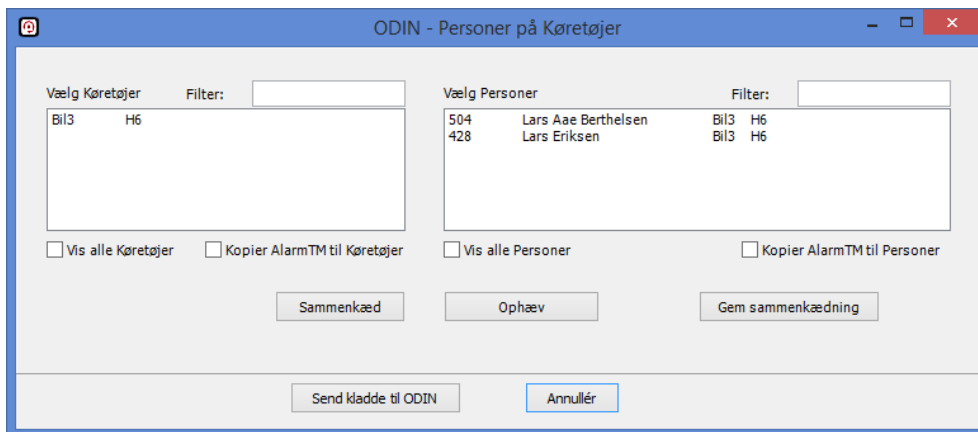 ODIN - Personer på Køretøjer
Vælg Køretøjer Filter:
Bil3 H6
Vis alle Køretøjer Kopier AlarmTM til Køretøjer
Vælg Personer Filter:
504 Lars Aae Berthelsen Bil3 H6
428 Lars Eriksen Bil3 H6
Vis alle Personer Kopier AlarmTM til Personer
Sammenkæd Ophæv Gem sammenkædning
Send kladde til ODIN Annullér